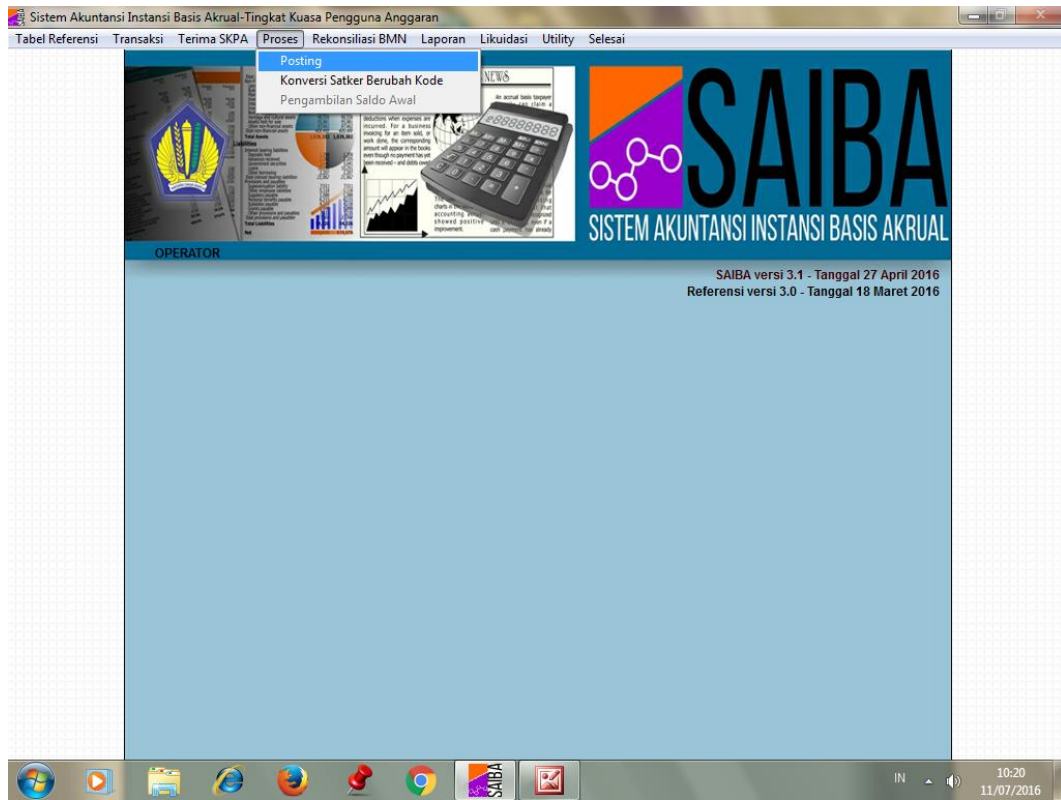 Sistem Akuntansi Instansi Basis Akrual-Tingkat Kuasa Pengguna Anggaran
Tabel Referensi Transaksi Terima SKPA Proses Rekonsiliasi BMN Laporan Likuidasi Utility Selesai
Posting
Konversi Satker Berubah Kode
Pengambilan Saldo Awal
NEWS
SAIBA
SISTEM AKUNTANSI INSTANSI BASIS AKRUAL
OPERATOR
SAIBA versi 3.1 - Tanggal 27 April 2016
Referensi versi 3.0 - Tanggal 18 Maret 2016
SAIBA
IN
10:20
11/07/2016